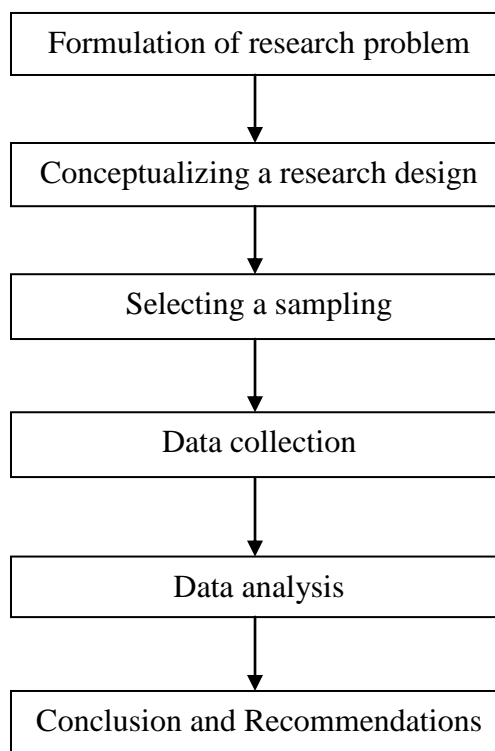 Formulation of research problem
Conceptualizing a research design
Selecting a sampling
Data collection
Data analysis
Conclusion and Recommendations